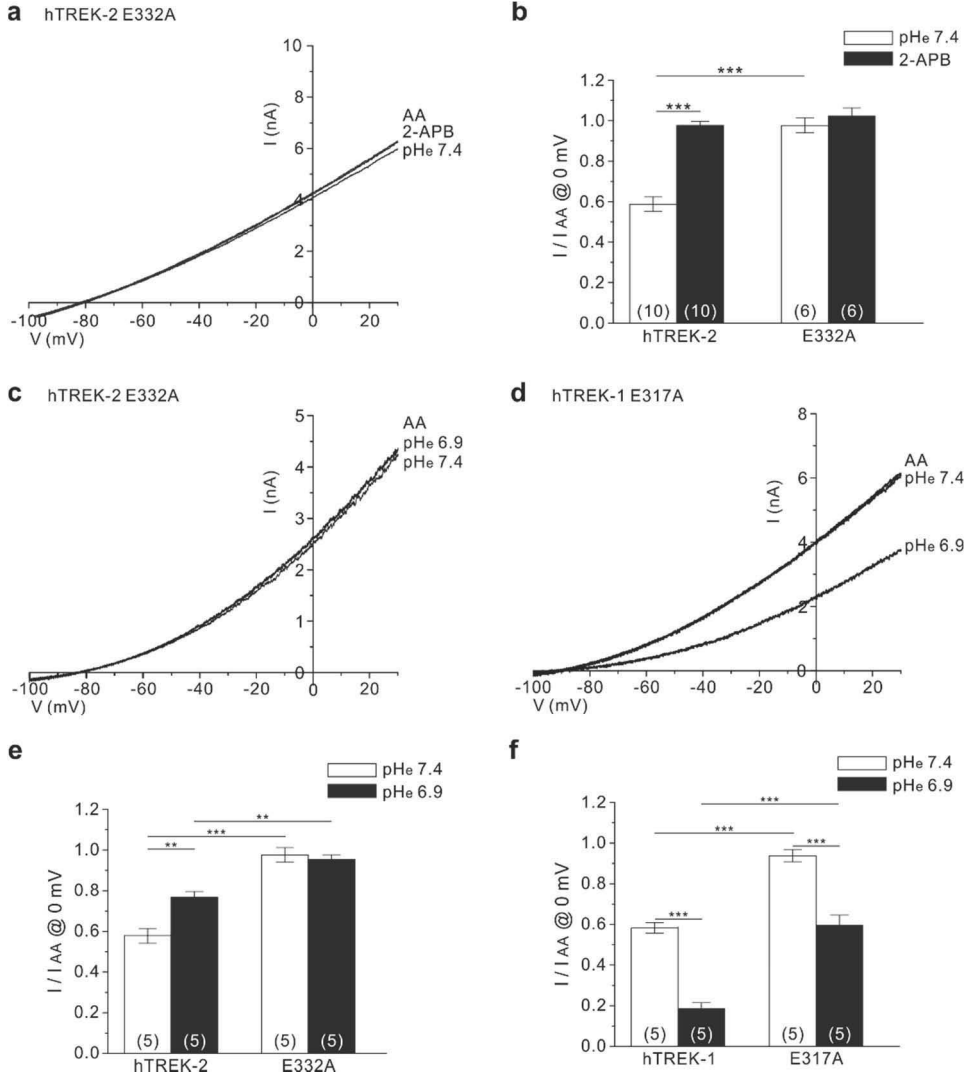 a hTREK-2 E332A
I (nA)
10
8
6
4
2
0
AA
2-APB
pHe 7.4
-100 -80 -60 -40 -20 0 20
V (mV)
b
pHe 7.4
2-APB
I / I AA @ 0 mV
1.2
1.0
0.8
0.6
0.4
0.2
0.0
***
***
(10) (10) (6) (6)
hTREK-2 E332A
c hTREK-2 E332A
I (nA)
5
4
3
2
1
0
AA
pHe 6.9
pHe 7.4
-100 -80 -60 -40 -20 0 20
V (mV)
d hTREK-1 E317A
I (nA)
8
6
4
2
0
AA
pHe 7.4
pHe 6.9
-100 -80 -60 -40 -20 0 20
V (mV)
e
pHe 7.4
pHe 6.9
I / I AA @ 0 mV
1.2
1.0
0.8
0.6
0.4
0.2
0.0
**
***
**
(5) (5) (5) (5)
hTREK-2 E332A
f
pHe 7.4
pHe 6.9
I / I AA @ 0 mV
1.2
1.0
0.8
0.6
0.4
0.2
0.0
***
***
***
***
(5) (5) (5) (5)
hTREK-1 E317A